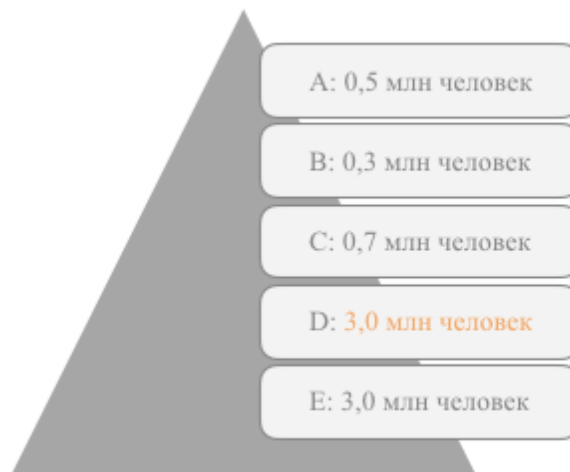 A: 0,5 млн человек
B: 0,3 млн человек
C: 0,7 млн человек
D: 3,0 млн человек
E: 3,0 млн человек